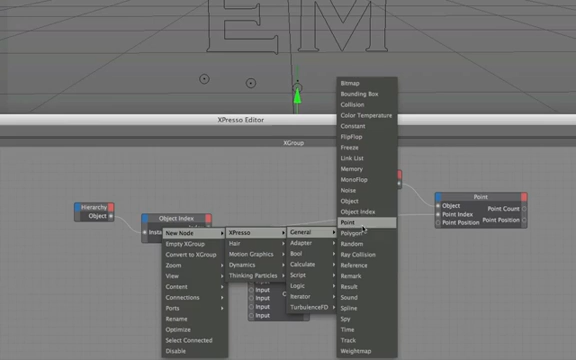 E M
XPresso Editor
XGroup
Hierarchy
Object
Object Index
Insta
Point
Object
Point Index
Point Position
Point Count
Point Position
Input
Input
Input
Input
New Node
Empty XGroup
Convert to XGroup
Zoom
View
Content
Connections
Ports
Rename
Optimize
Select Connected
Disable
XPresso
Hair
Motion Graphics
Dynamics
Thinking Particles
General
Adapter
Bool
Calculate
Script
Logic
Iterator
TurbulenceFD
Bitmap
Bounding Box
Collision
Color Temperature
Constant
FlipFlop
Freeze
Link List
Memory
MonoFlop
Noise
Object
Object Index
Point
Polygon
Random
Ray Collision
Reference
Remark
Result
Sound
Spline
Spy
Time
Track
Weightmap